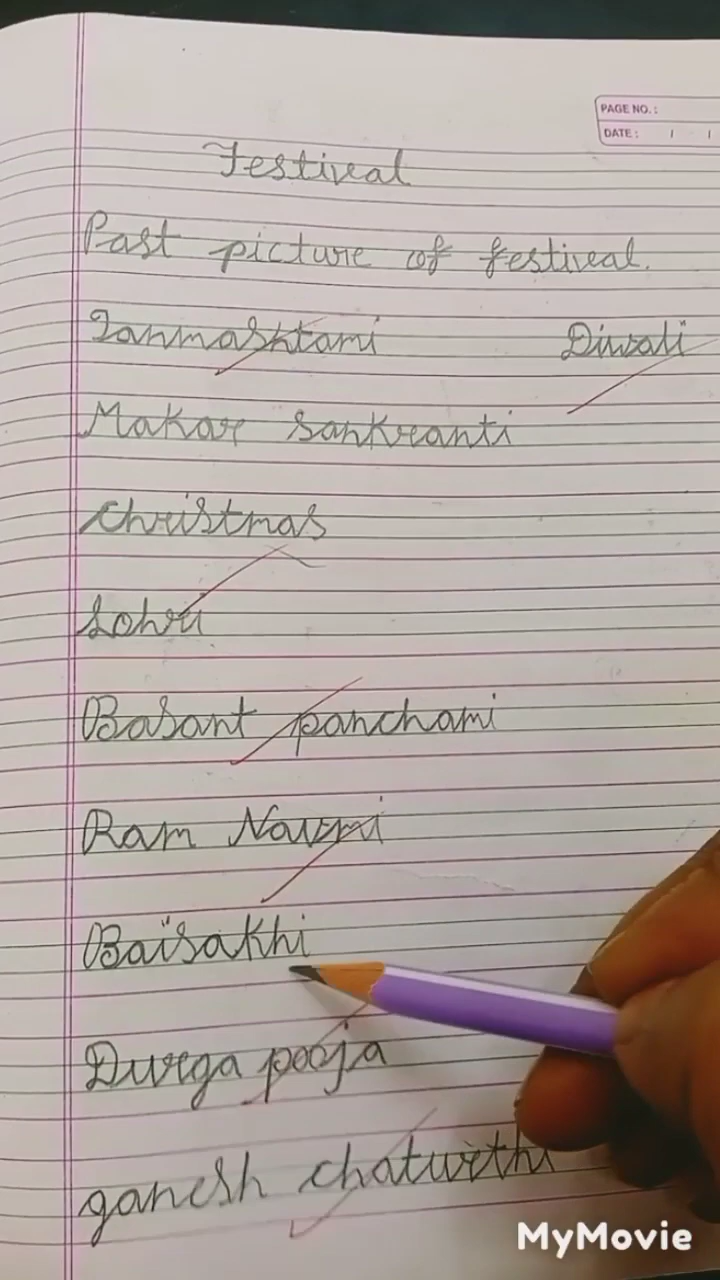 PAGE NO.:
DATE: / /
Festival
Past picture of festival.
Janmashtami Diwali
Makar Sankranti
Christmas
Lohri
Basant panchami
Ram Navmi
Baisakhi
Durga pooja
ganesh chaturthi
MyMovie